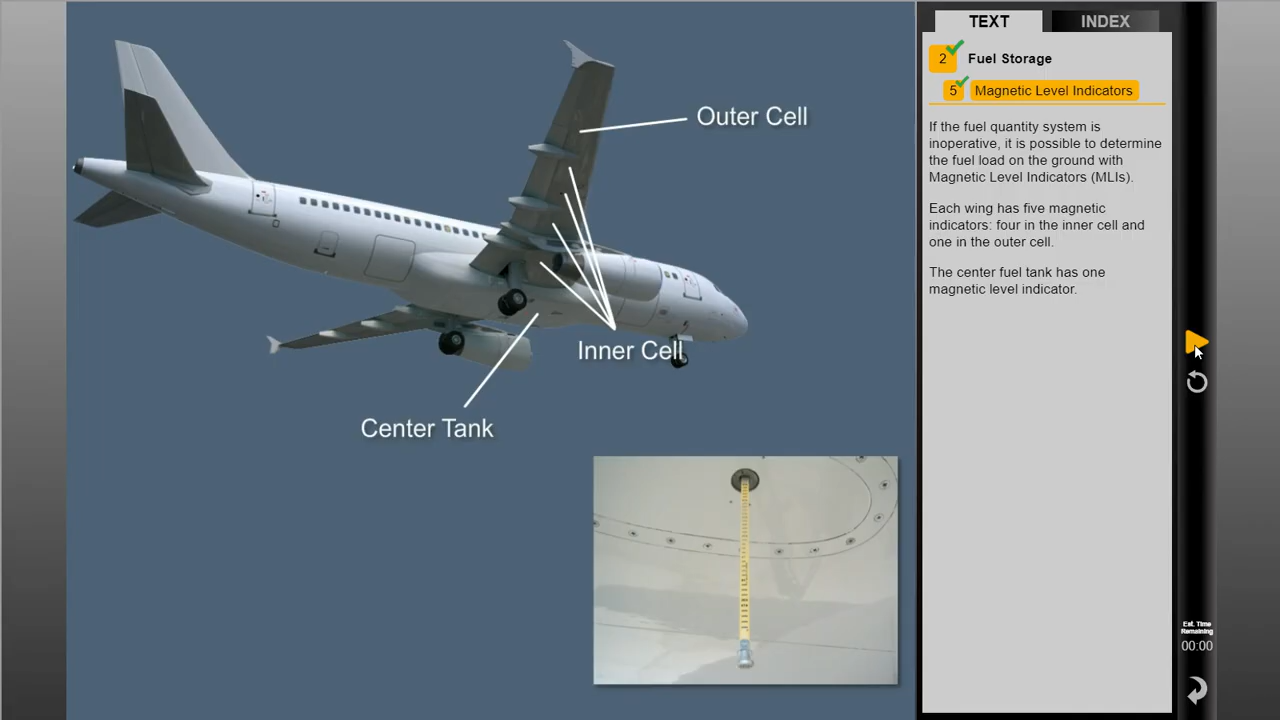 TEXT
INDEX
2
Fuel Storage
5
Magnetic Level Indicators
If the fuel quantity system is
inoperative, it is possible to determine
the fuel load on the ground with
Magnetic Level Indicators (MLIs).
Each wing has five magnetic
indicators: four in the inner cell and
one in the outer cell.
The center fuel tank has one
magnetic level indicator.
Outer Cell
Inner Cell
Center Tank
Est. Time
Remaining
00:00